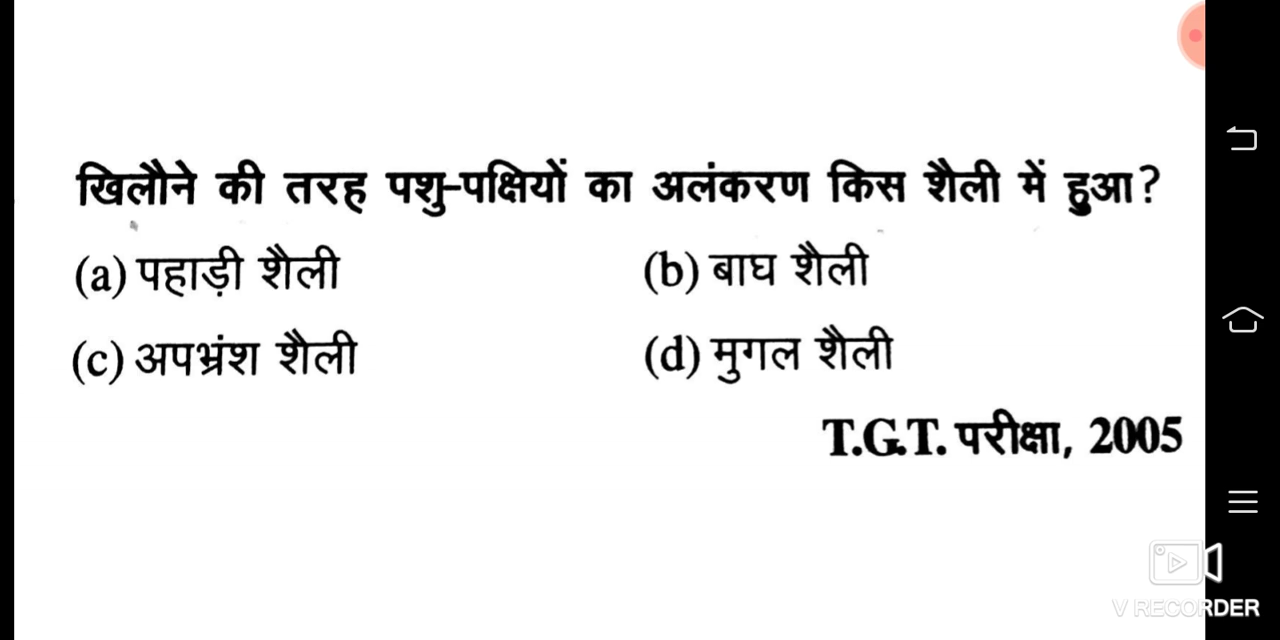 खिलौने की तरह पशु-पक्षियों का अलंकरण किस शैली में हुआ?
(a) पहाड़ी शैली (b) बाघ शैली
(c) अपभ्रंश शैली (d) मुगल शैली
T.G.T. परीक्षा, 2005
V RECORDER